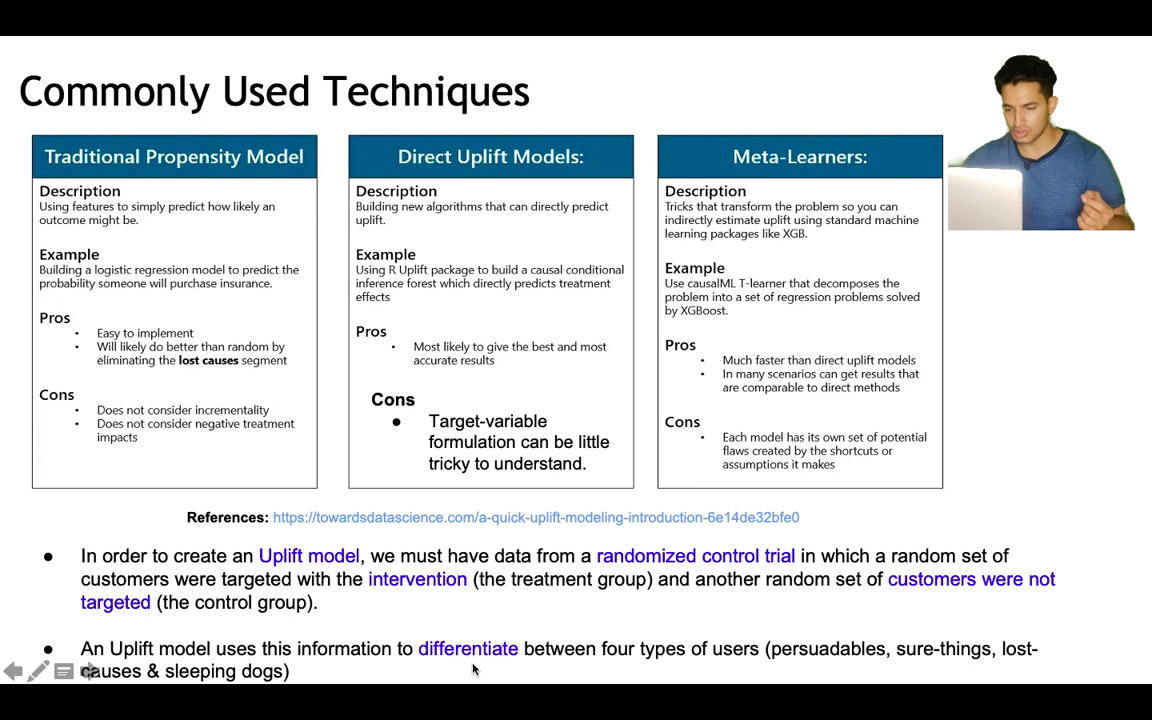 Commonly Used Techniques
Traditional Propensity Model
Description
Using features to simply predict how likely an
outcome might be.
Example
Building a logistic regression model to predict the
probability someone will purchase insurance.
Pros
• Easy to implement
• Will likely do better than random by
eliminating the lost causes segment
Cons
• Does not consider incrementality
• Does not consider negative treatment
impacts
Direct Uplift Models:
Description
Building new algorithms that can directly predict
uplift.
Example
Using R Uplift package to build a causal conditional
inference forest which directly predicts treatment
effects
Pros
• Most likely to give the best and most
accurate results
Cons
● Target-variable
formulation can be little
tricky to understand.
Meta-Learners:
Description
Tricks that transform the problem so you can
indirectly estimate uplift using standard machine
learning packages like XGB.
Example
Use causalML T-learner that decomposes the
problem into a set of regression problems solved
by XGBoost.
Pros
• Much faster than direct uplift models
• In many scenarios can get results that
are comparable to direct methods
Cons
• Each model has its own set of potential
flaws created by the shortcuts or
assumptions it makes
References: https://towardsdatascience.com/a-quick-uplift-modeling-introduction-6e14de32bfe0
● In order to create an Uplift model, we must have data from a randomized control trial in which a random set of
customers were targeted with the intervention (the treatment group) and another random set of customers were not
targeted (the control group).
● An Uplift model uses this information to differentiate between four types of users (persuadables, sure-things, lost-
causes & sleeping dogs)